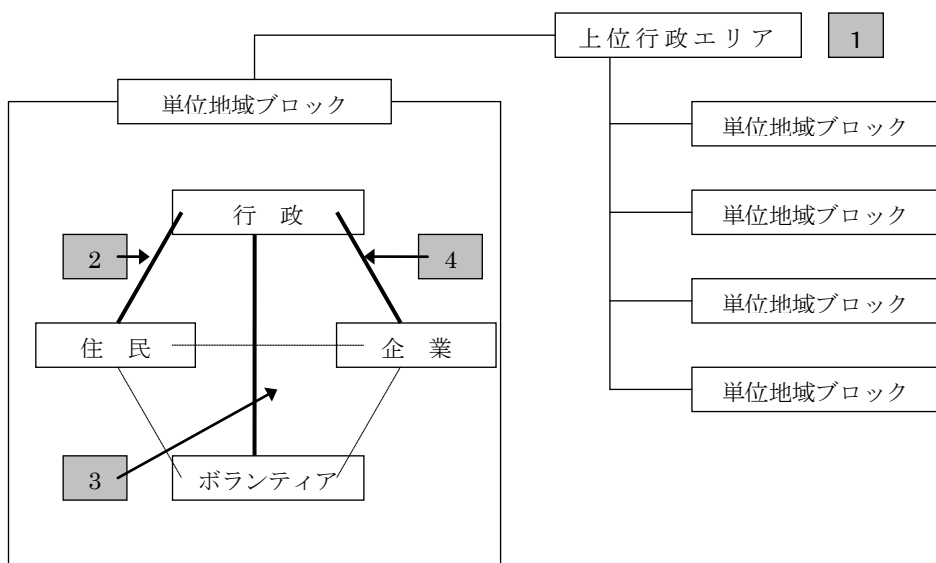 上位行政エリア
1
単位地域ブロック
単位地域ブロック
行 政
単位地域ブロック
2
4
単位地域ブロック
住 民
企 業
単位地域ブロック
3
ボランティア